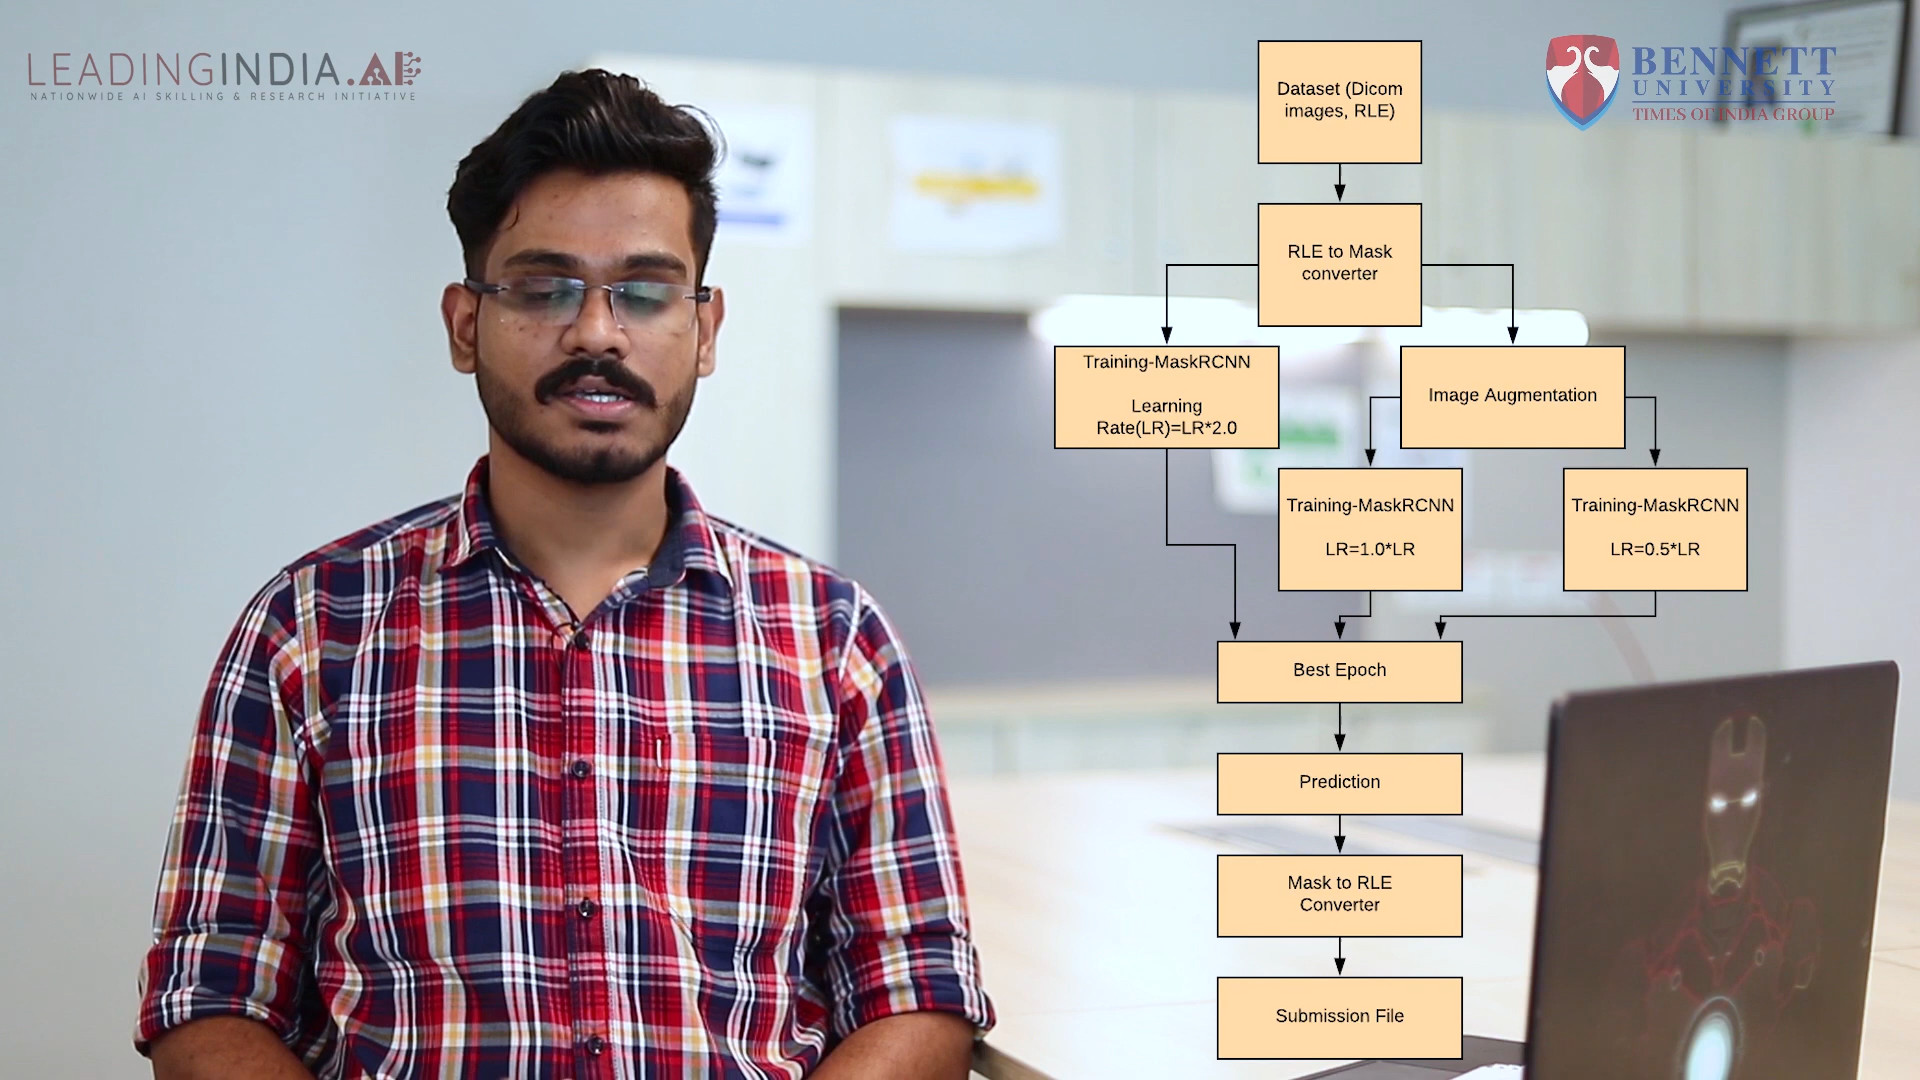 LEADINGINDIA.AI
NATIONWIDE AI SKILLING & RESEARCH INITIATIVE
BENNETT
UNIVERSITY
TIMES OF INDIA GROUP
Dataset (Dicom
images, RLE)
RLE to Mask
converter
Training-MaskRCNN
Learning
Rate(LR)=LR*2.0
Image Augmentation
Training-MaskRCNN
LR=1.0*LR
Training-MaskRCNN
LR=0.5*LR
Best Epoch
Prediction
Mask to RLE
Converter
Submission File